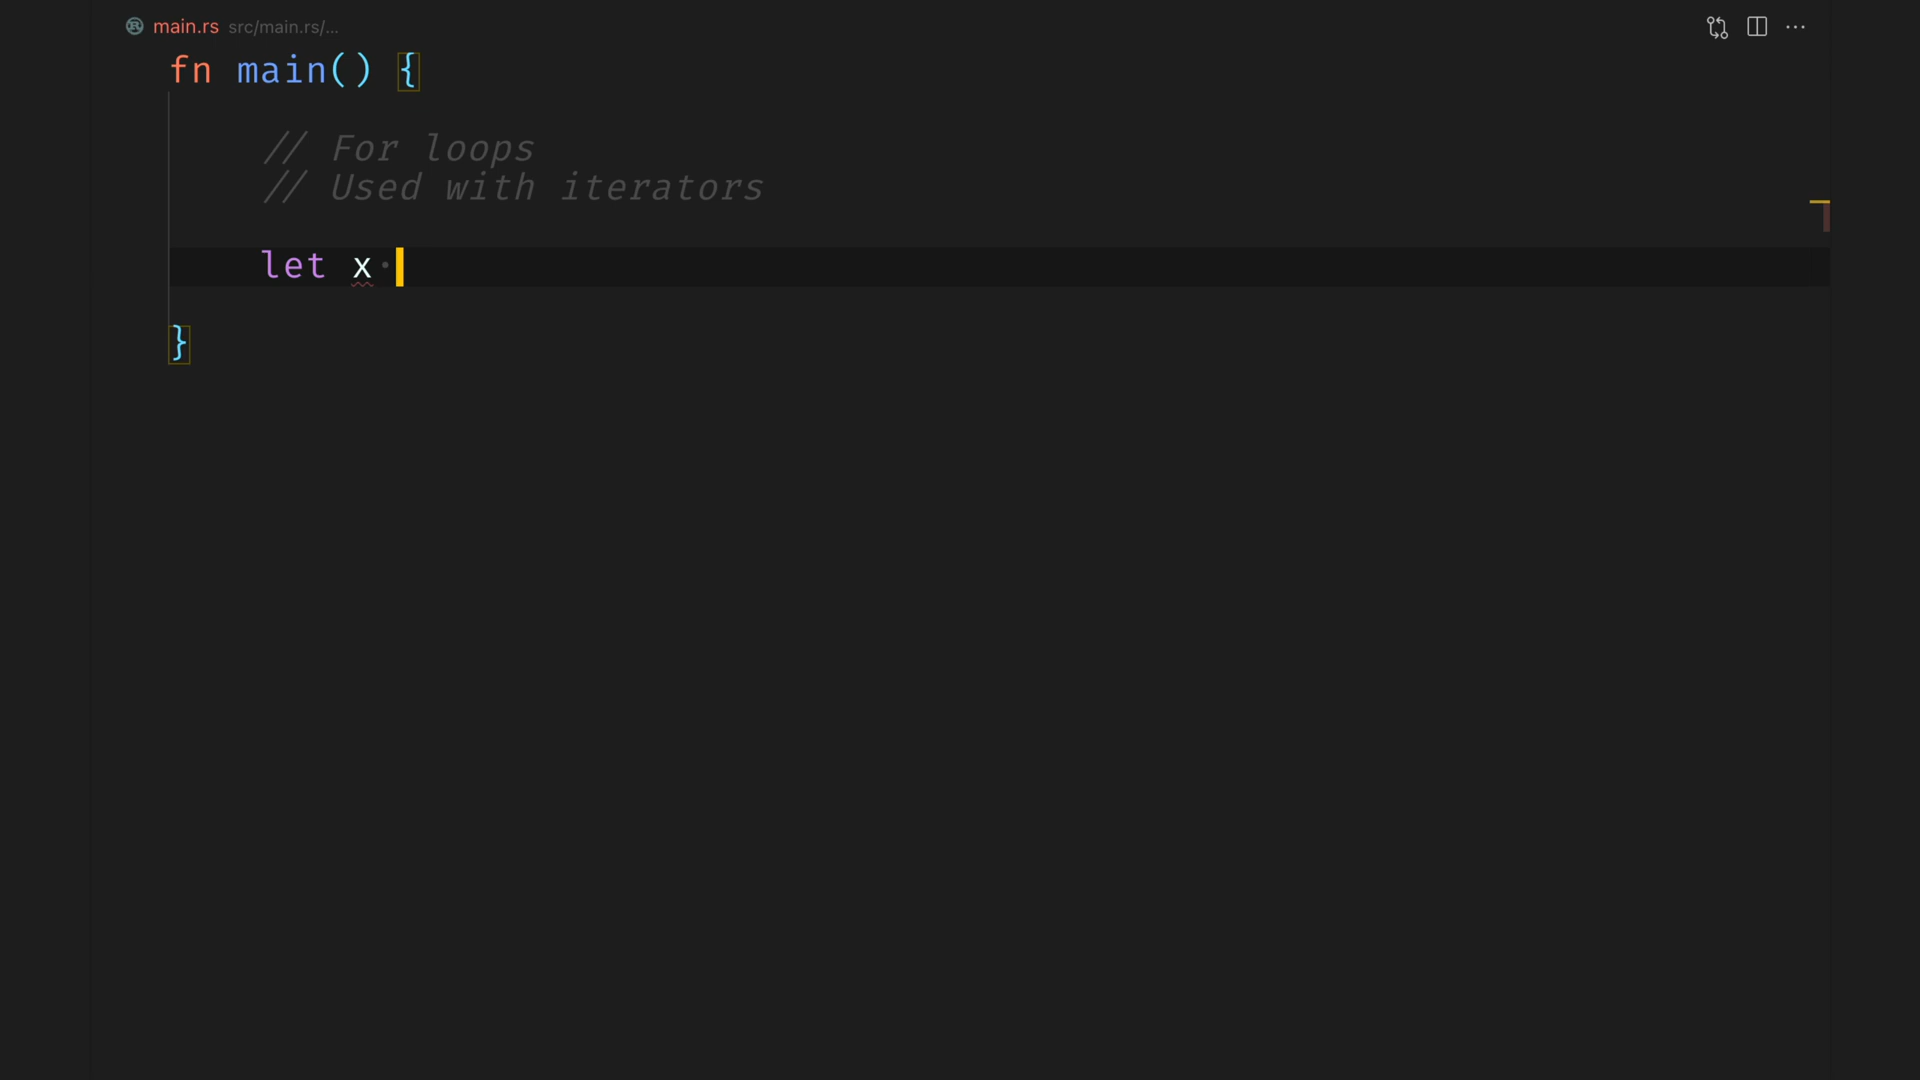 main.rs src/main.rs/...
fn main() {
// For loops
// Used with iterators
let x
}